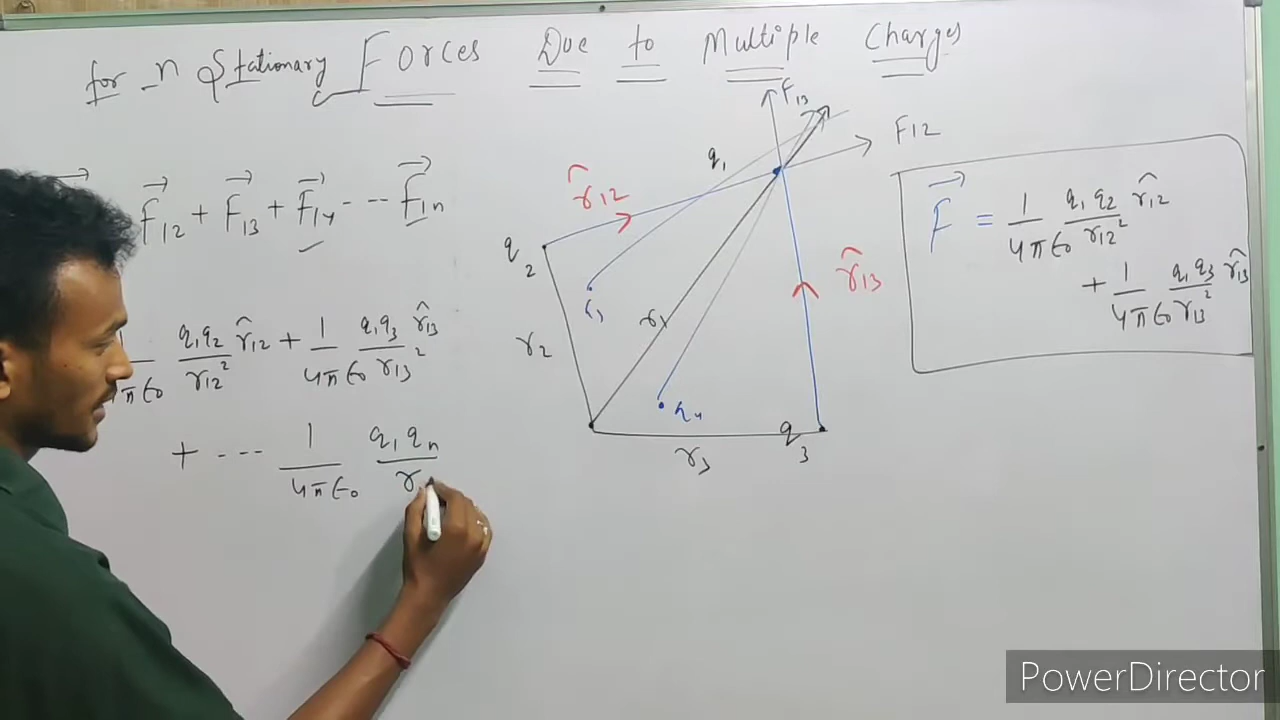 Forces Due to Multiple Charges
for n Stationary
F₁₂ + F₁₃ + F₁₄ --- F₁ₙ
q₁q₂/r₁₂² r̂₁₂ + 1/4πϵ₀ q₁q₃/r₁₃² r̂₁₃
+ --- 1/4πϵ₀ q₁qₙ/r
F₁₃
F₁₂
q₁
r̂₁₂
q₂
r̂₁₃
r₁
r₂
q₄
q₃
r₃
F⃗ = 1/4πϵ₀ q₁q₂/r₁₂² r̂₁₂
+ 1/4πϵ₀ q₁q₃/r₁₃² r̂₁₃
PowerDirector